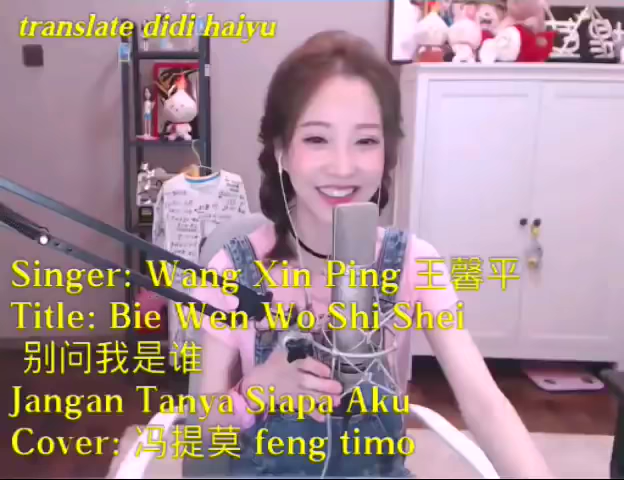 translate didi haiyu
Singer: Wang Xin Ping 王馨平
Title: Bie Wen Wo Shi Shei
别问我是谁
Jangan Tanya Siapa Aku
Cover: 冯提莫 feng timo